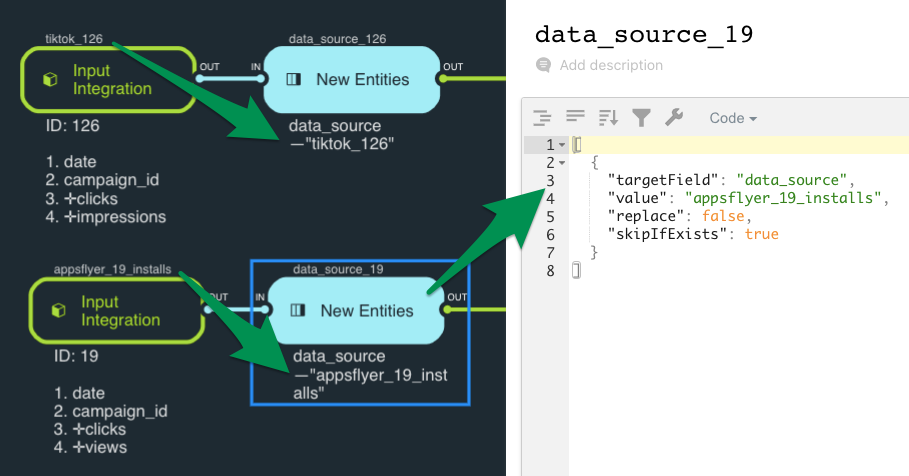 tiktok_126
Input
Integration
OUT
ID: 126
1. date
2. campaign_id
3. ✛clicks
4. ✛impressions
data_source_126
IN
New Entities
OUT
data_source
—"tiktok_126"
appsflyer_19_installs
Input
Integration
OUT
ID: 19
1. date
2. campaign_id
3. ✛clicks
4. ✛views
data_source_19
IN
New Entities
OUT
data_source
—"appsflyer_19_inst
alls"
data_source_19
Add description
Code
1 [
2 {
3 "targetField": "data_source",
4 "value": "appsflyer_19_installs",
5 "replace": false,
6 "skipIfExists": true
7 }
8 ]